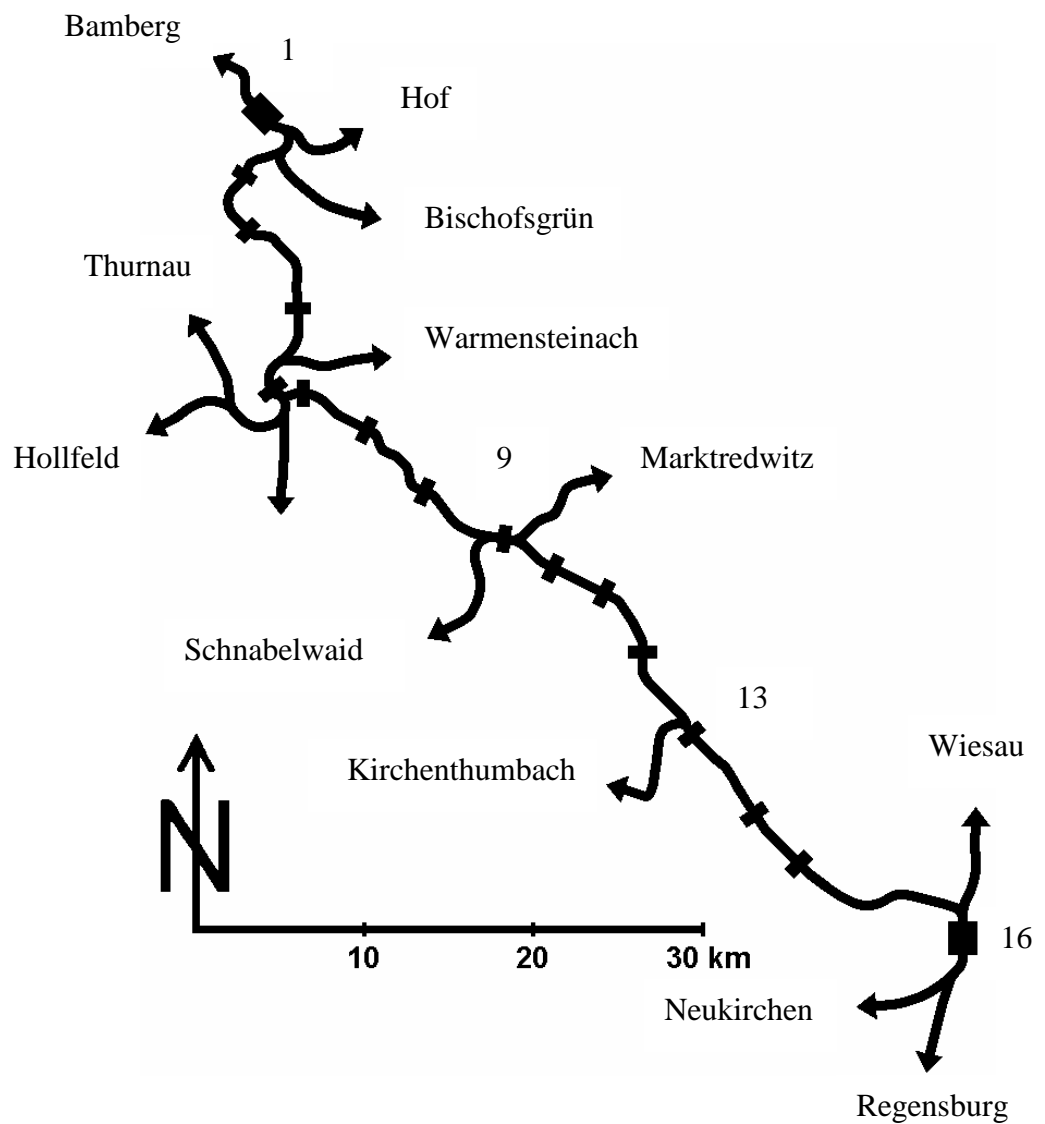 Bamberg
1
Hof
Bischofsgrün
Thurnau
Warmensteinach
Hollfeld
9
Marktredwitz
Schnabelwaid
13
Wiesau
Kirchenthumbach
N
10
20
30 km
16
Neukirchen
Regensburg